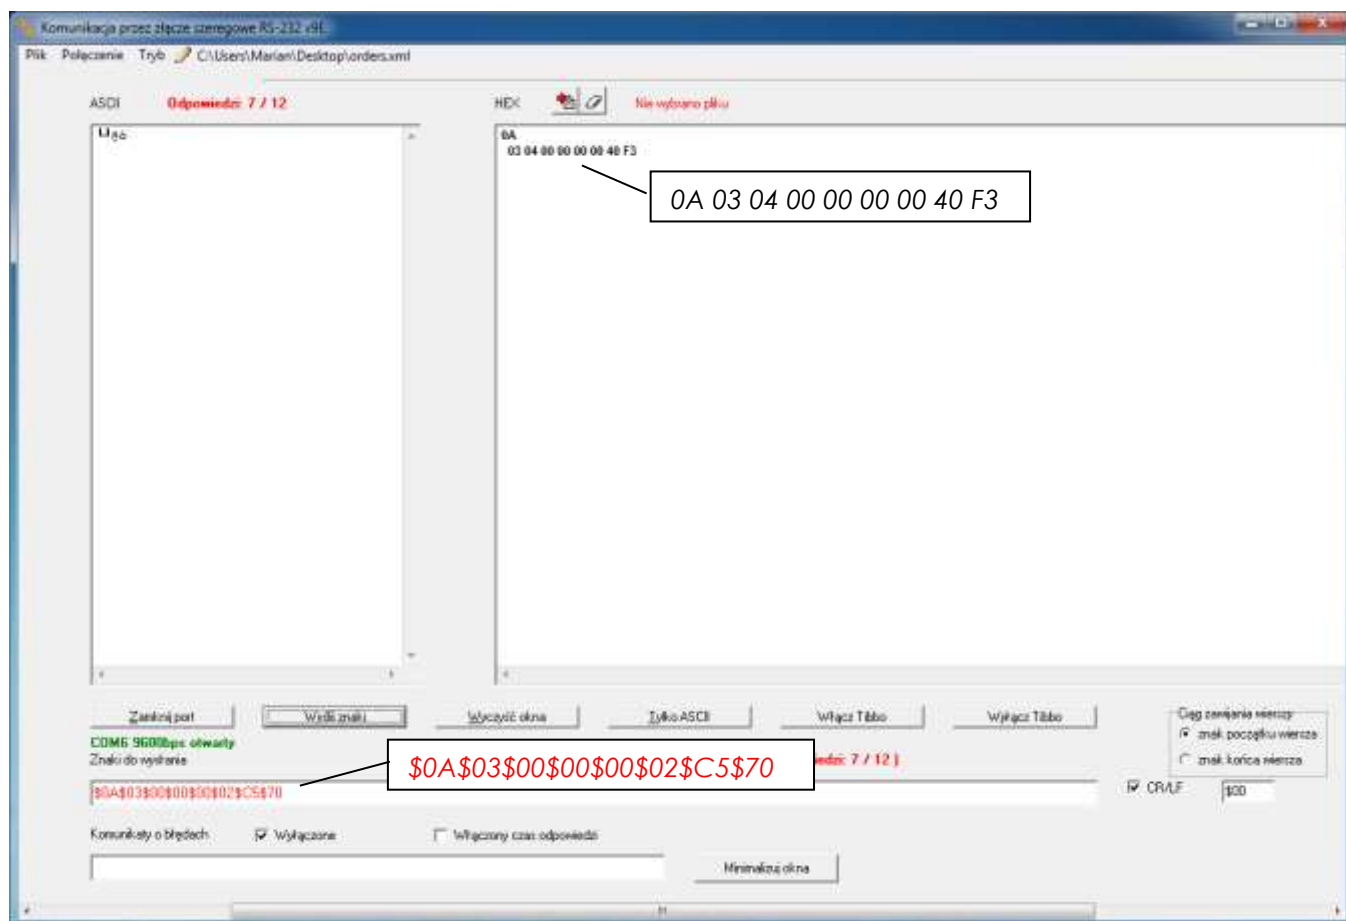 Komunikacja przez złącze szeregowe RS-232 v9E
Plik Połączenie Tryb C:\Users\Marian\Desktop\orders.xml
ASCII Odpowiedzi: 7 / 12 HEX Nie wybrano pliku
0A
03 04 00 00 00 00 40 F3
0A 03 04 00 00 00 00 40 F3
Zamknij port Wyślij znaki Wyczyść okna Tylko ASCII Włącz Tibbo Wyłącz Tibbo Ciąg zawijania wierszy
znak początku wiersza
COM6 9600bps otwarty
Znaki do wysłania 7 / 12 ) znak końca wiersza
$0A$03$00$00$00$02$C5$70
$0A$03$00$00$00$02$C5$70 CR/LF $00
Komunikaty o błędach Wyłączone Włączony czas odpowiedzi
Minimalizuj okna